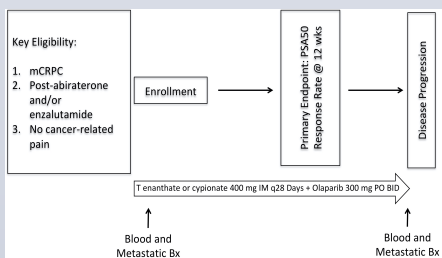 Key Eligibility:
1. mCRPC
2. Post-abiraterone
and/or
enzalutamide
3. No cancer-related
pain
Enrollment
Primary Endpoint: PSA50
Response Rate @ 12 wks
Disease Progression
T enanthate or cypionate 400 mg IM q28 Days + Olaparib 300 mg PO BID
Blood and
Metastatic Bx
Blood and
Metastatic Bx